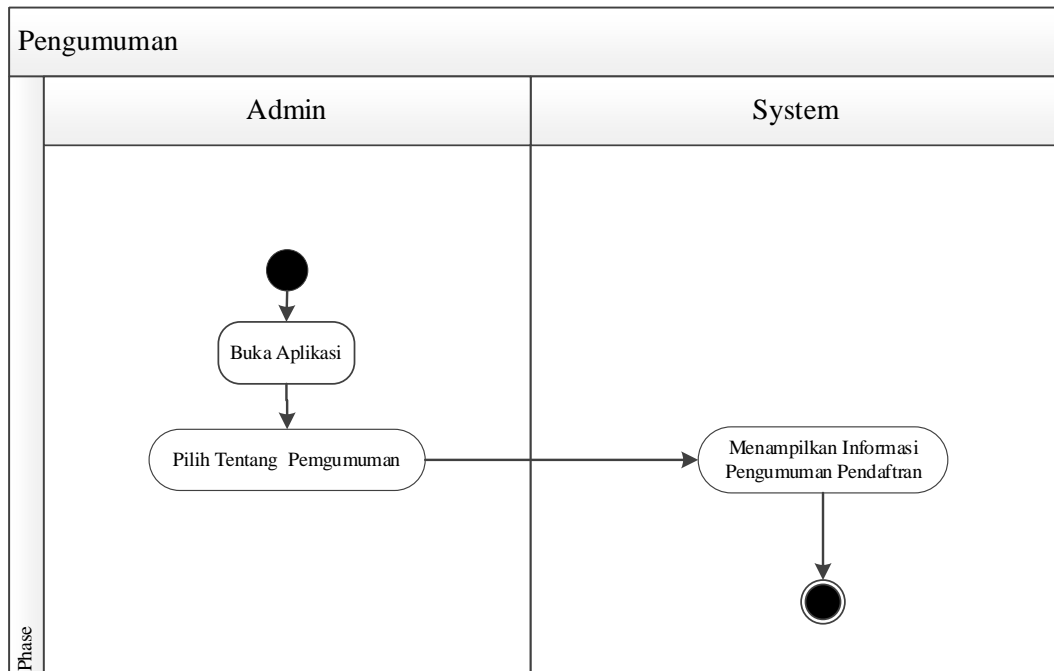 Pengumuman
Admin
System
Buka Aplikasi
Pilih Tentang Pemgumuman
Menampilkan Informasi
Pengumuman Pendaftran
Phase